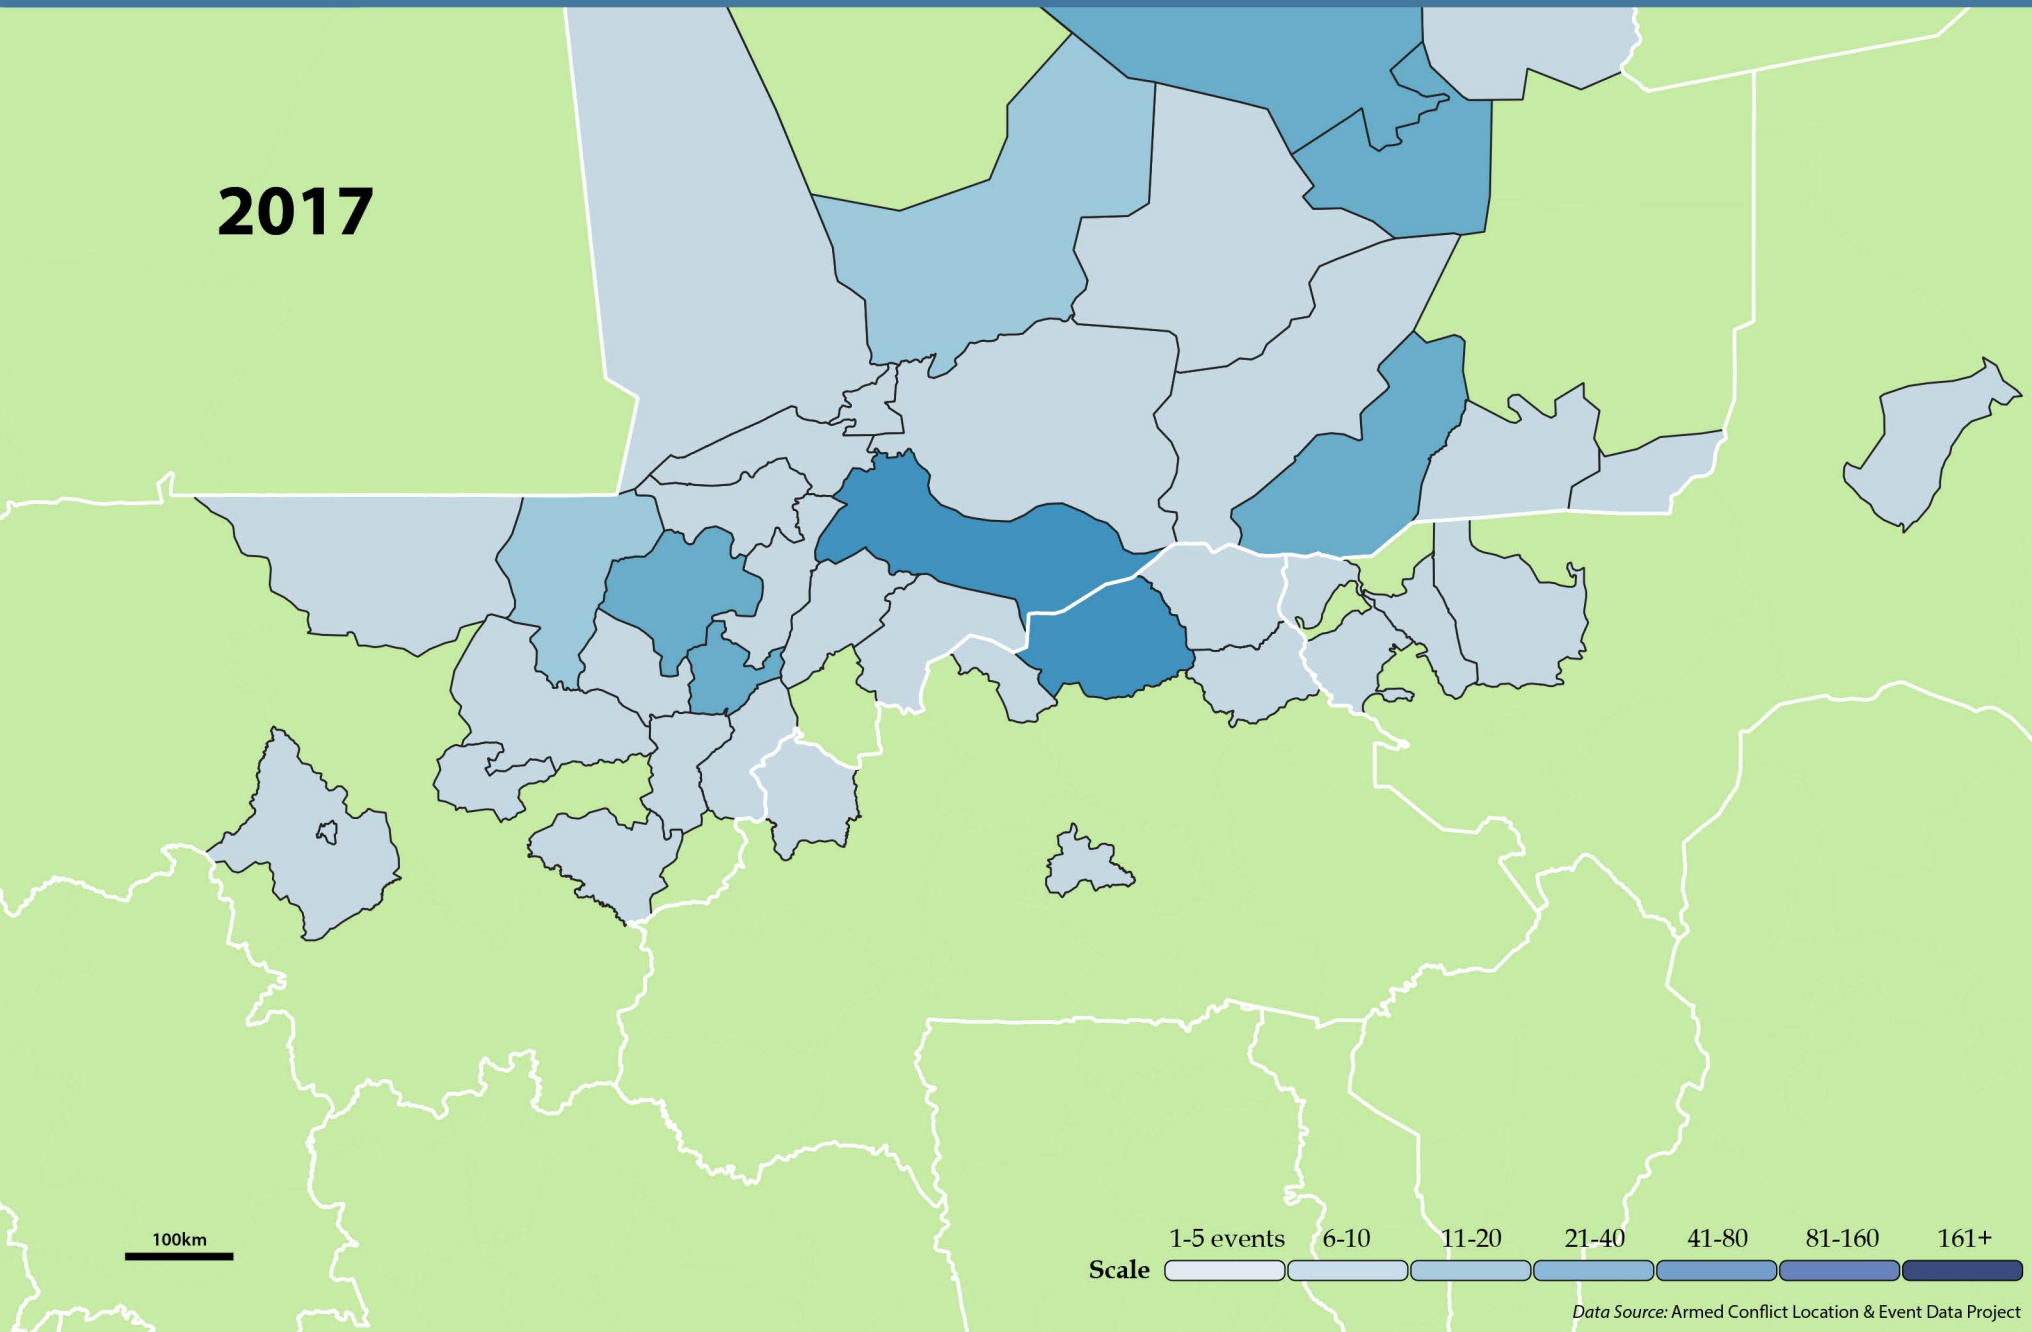 2017
100km
1-5 events 6-10 11-20 21-40 41-80 81-160 161+
Scale
Data Source: Armed Conflict Location & Event Data Project